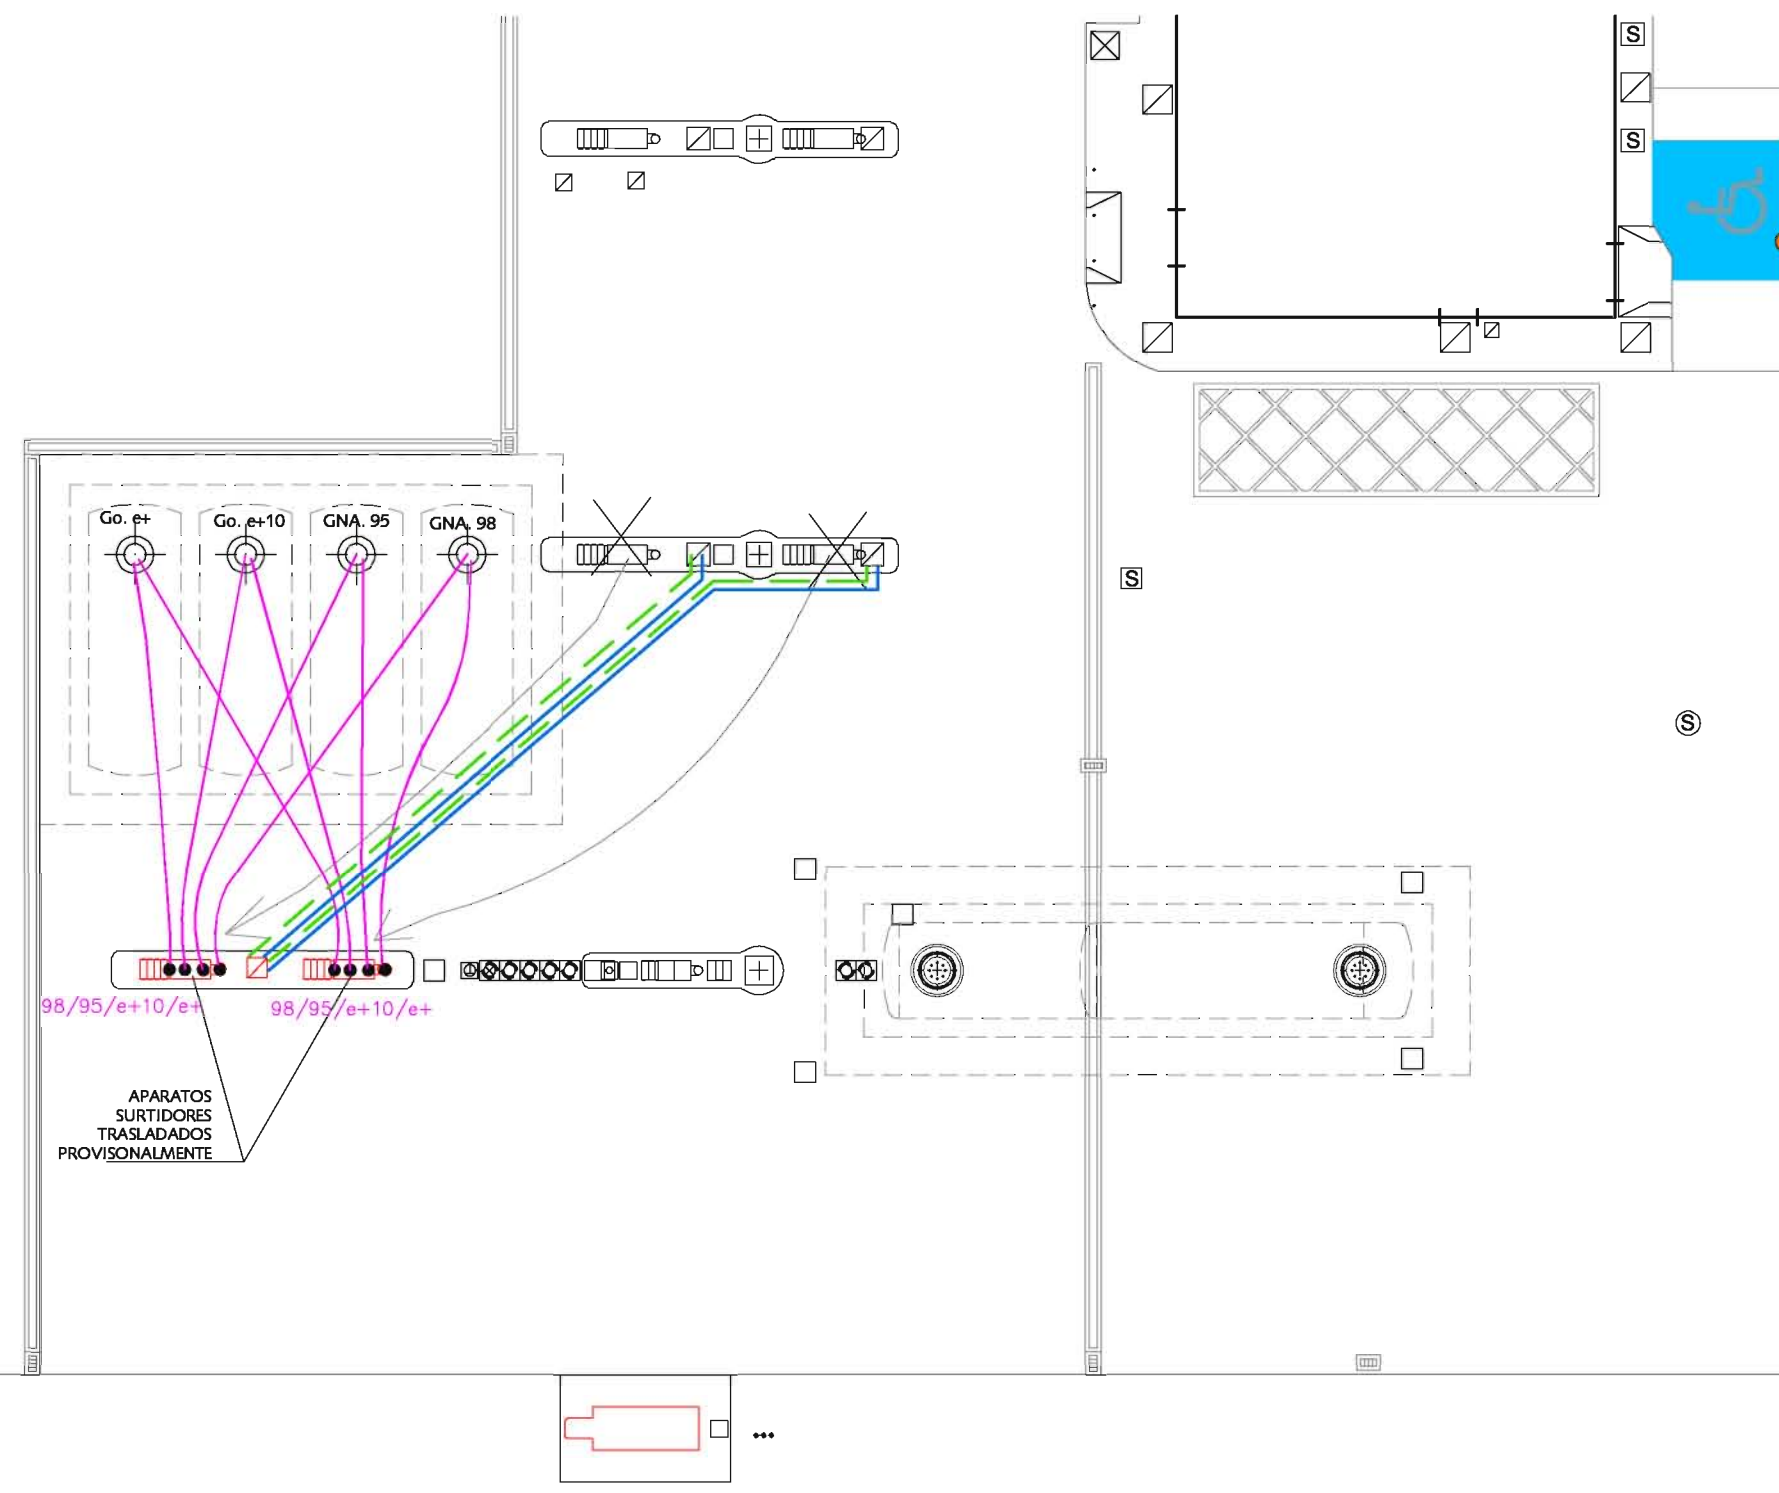 S
S
Go. e+
Go. e+10
GNA. 95
GNA. 98
S
S
98/95/e+10/e+
98/95/e+10/e+
APARATOS
SURTIDORES
TRASLADADOS
PROVISONALMENTE